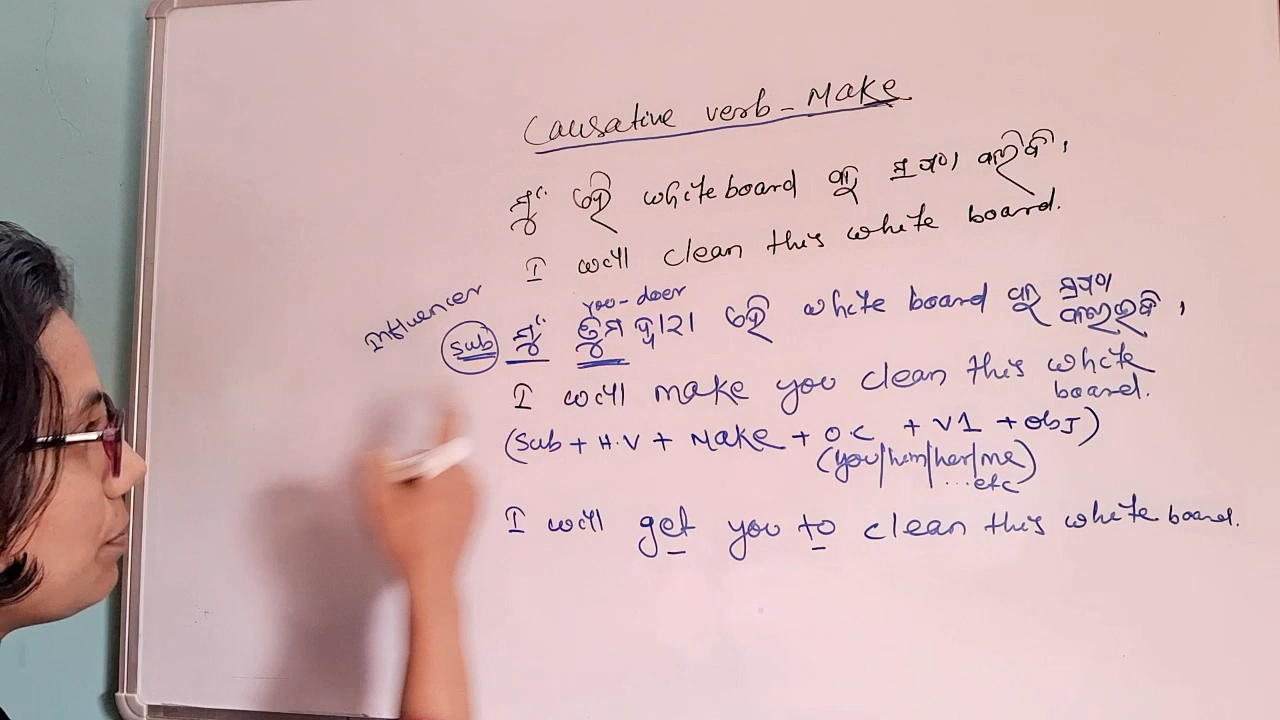 Causative verb - Make
ମୁଁ ଏହି whiteboard କୁ ସଫା କରିବି ।
I will clean this white board.
Influencer
you - doer
Sub ମୁଁ ତୁମ ଦ୍ୱାରା ଏହି white board କୁ ସଫା କରାଇବି ।
I will make you clean this white board.
(Sub + H.V + Make + O.C + V1 + Obj)
(you/him/her/me)
...etc
I will get you to clean this white board.